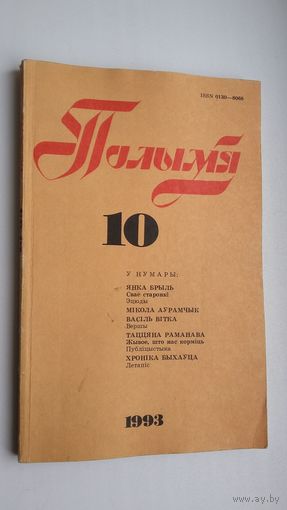 ISSN 0130—8068
Полымя
10
У НУМАРЫ:
ЯНКА БРЫЛЬ
Свае старонкі
Эцюды
МІКОЛА АЎРАМЧЫК
ВАСІЛЬ ВІТКА
Вершы
ТАЦЦЯНА РАМАНАВА
Жывое, што нас корміць
Публіцыстыка
ХРОНІКА БЫХАЎЦА
Летапіс
1993
ay.by